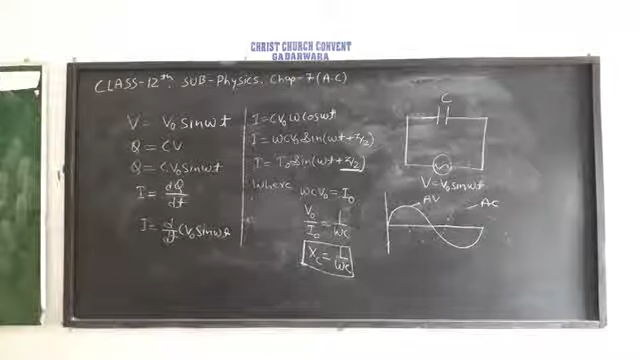 CHRIST CHURCH CONVENT
GADARWARA
CLASS-12th, SUB-Physics, Chap-7 (A.C)
V = V₀ Sinωt
Q = CV
Q = CV₀ Sinωt
I = dQ/dt
I = d/dt (V₀ Sinωt
I = CV₀ ω Cosωt
I = ωCV₀ Sin(ωt + π/2)
I = I₀ Sin(ωt + π/2)
Where
ωCV₀ = I₀
V₀/I₀ = 1/ωC
Xc = 1/ωC
C
V = V₀ Sinωt
AV
AC